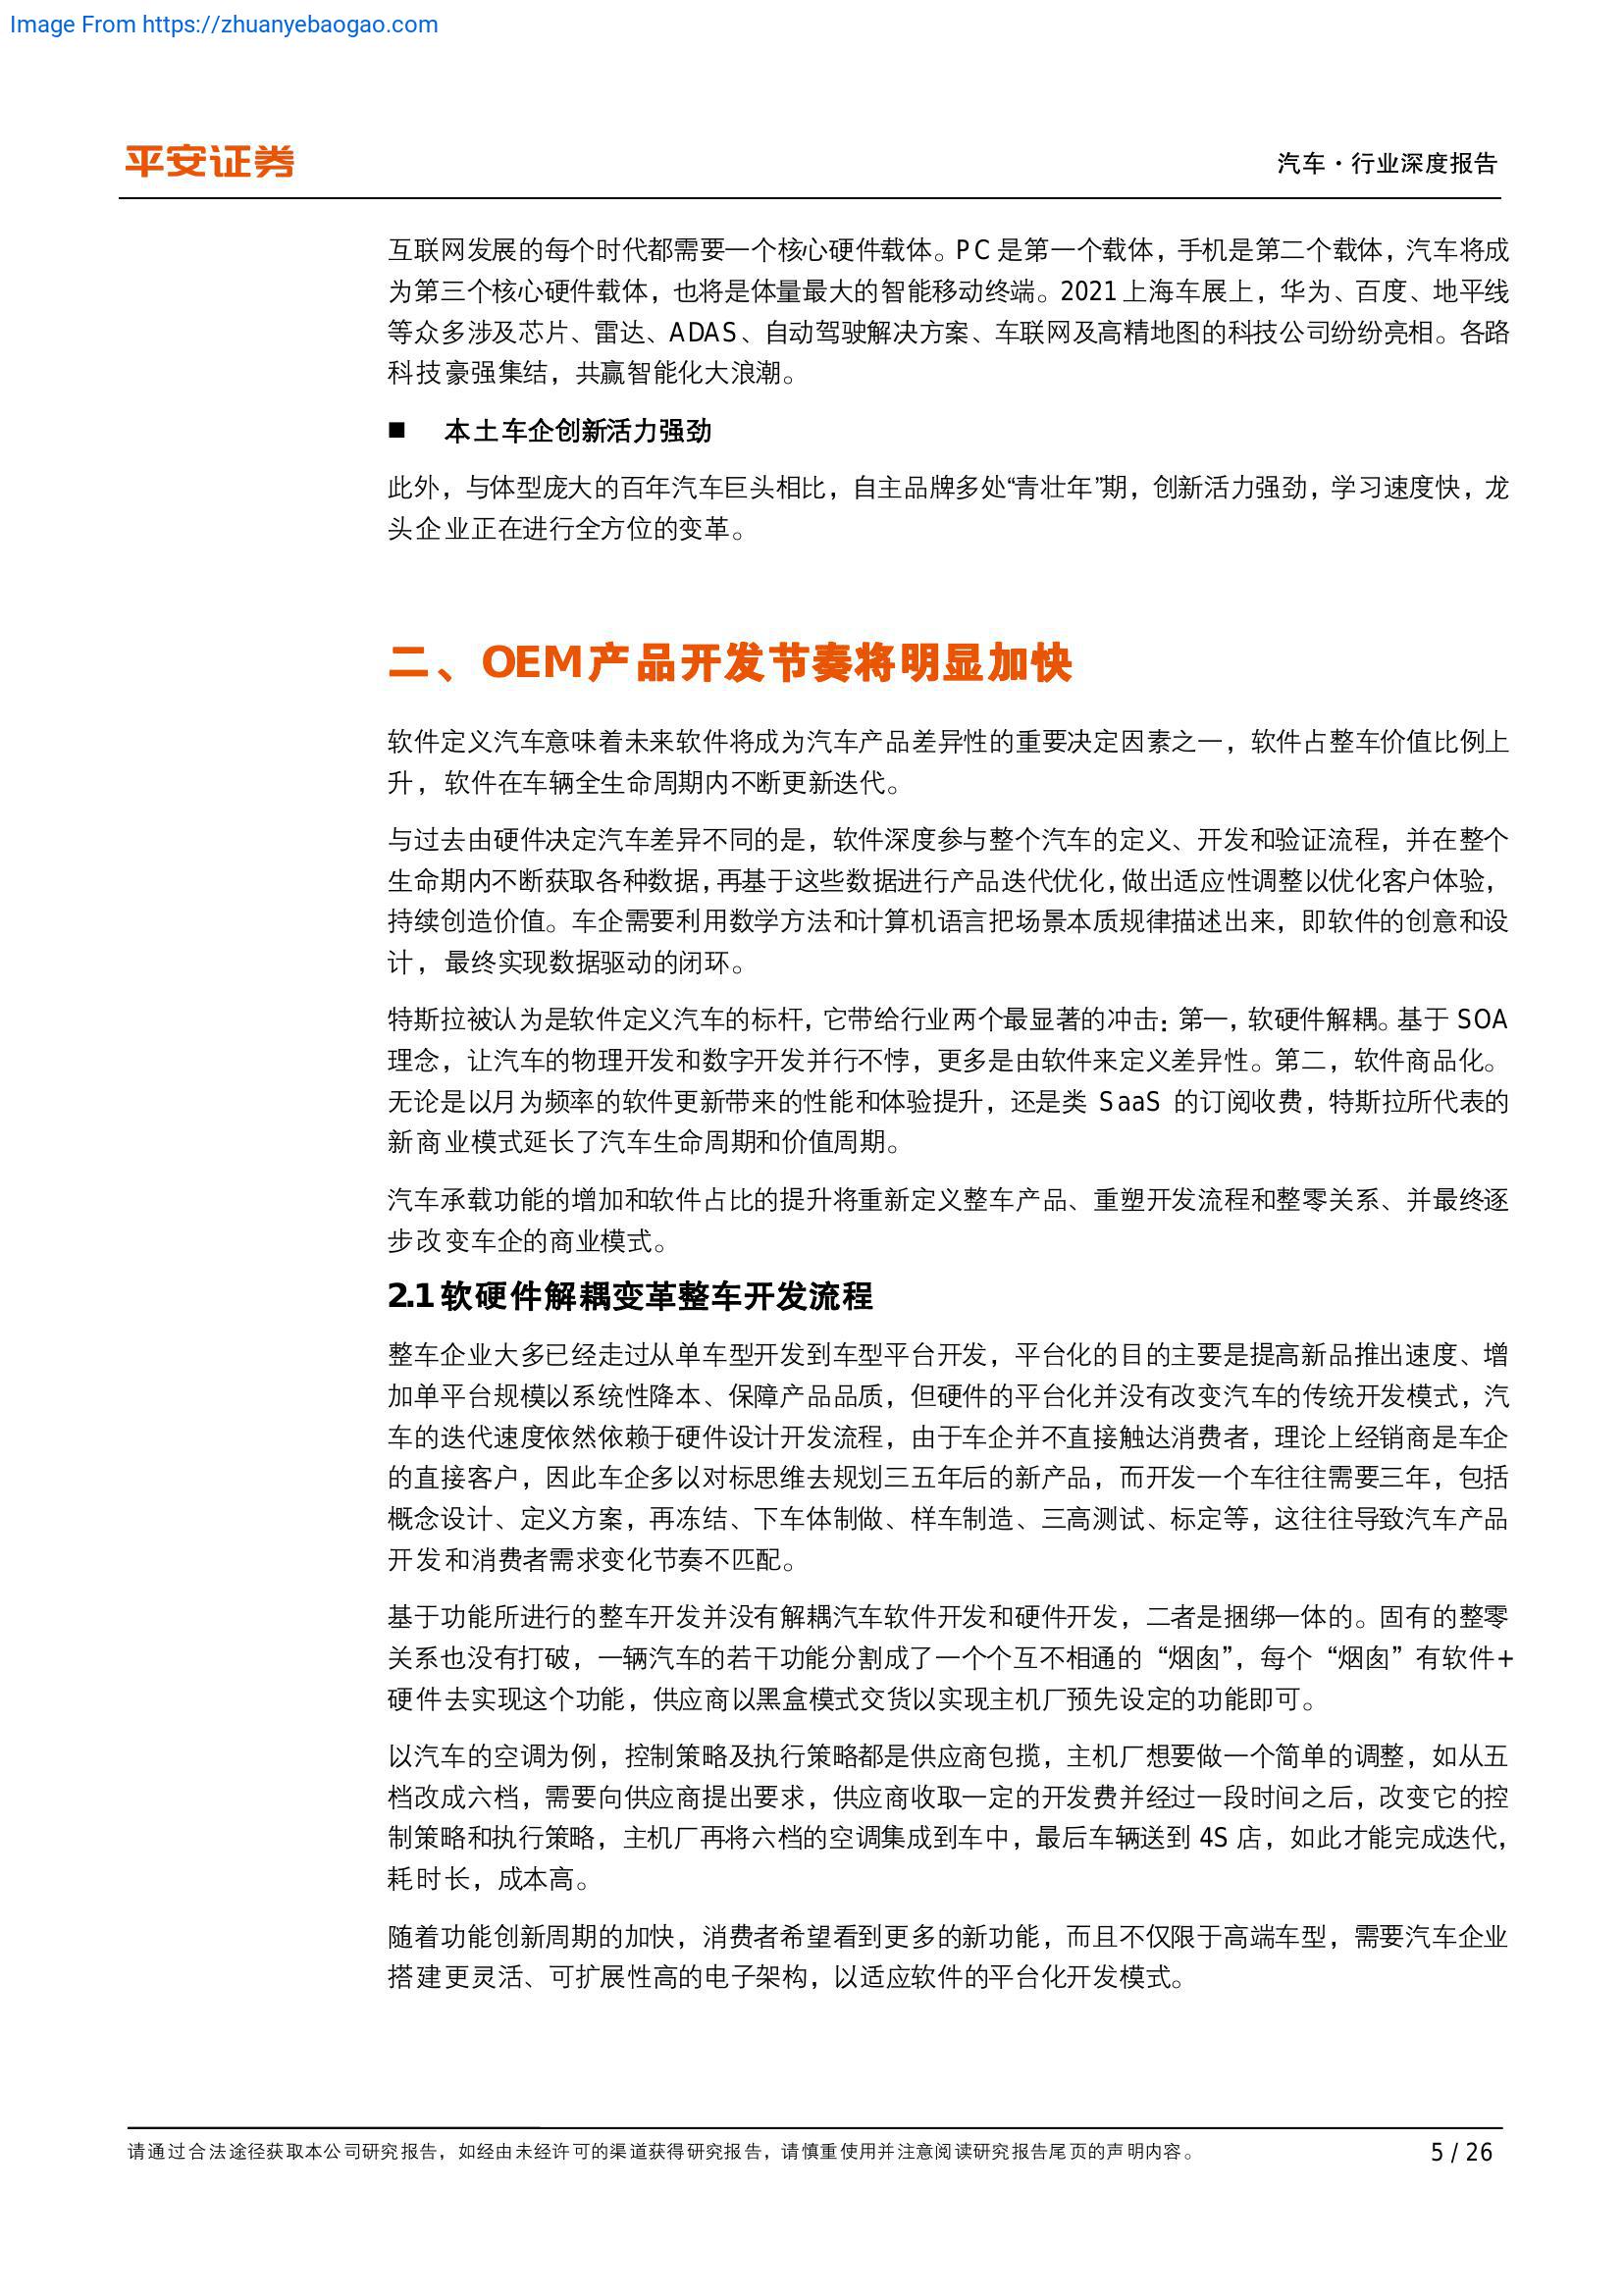 Image From https://zhuanyebaogao.com
平安证券
汽车·行业深度报告
互联网发展的每个时代都需要一个核心硬件载体。PC 是第一个载体，手机是第二个载体，汽车将成
为第三个核心硬件载体，也将是体量最大的智能移动终端。2021 上海车展上，华为、百度、地平线
等众多涉及芯片、雷达、ADAS、自动驾驶解决方案、车联网及高精地图的科技公司纷纷亮相。各路
科技豪强集结，共赢智能化大浪潮。
■ 本土车企创新活力强劲
此外，与体型庞大的百年汽车巨头相比，自主品牌多处“青壮年”期，创新活力强劲，学习速度快，龙
头企业正在进行全方位的变革。
二、OEM 产品开发节奏将明显加快
软件定义汽车意味着未来软件将成为汽车产品差异性的重要决定因素之一，软件占整车价值比例上
升，软件在车辆全生命周期内不断更新迭代。
与过去由硬件决定汽车差异不同的是，软件深度参与整个汽车的定义、开发和验证流程，并在整个
生命期内不断获取各种数据，再基于这些数据进行产品迭代优化，做出适应性调整以优化客户体验，
持续创造价值。车企需要利用数学方法和计算机语言把场景本质规律描述出来，即软件的创意和设
计，最终实现数据驱动的闭环。
特斯拉被认为是软件定义汽车的标杆，它带给行业两个最显著的冲击：第一，软硬件解耦。基于 SOA
理念，让汽车的物理开发和数字开发并行不悖，更多是由软件来定义差异性。第二，软件商品化。
无论是以月为频率的软件更新带来的性能和体验提升，还是类 SaaS 的订阅收费，特斯拉所代表的
新商业模式延长了汽车生命周期和价值周期。
汽车承载功能的增加和软件占比的提升将重新定义整车产品、重塑开发流程和整零关系、并最终逐
步改变车企的商业模式。
2.1 软硬件解耦变革整车开发流程
整车企业大多已经走过从单车型开发到车型平台开发，平台化的目的主要是提高新品推出速度、增
加单平台规模以系统性降本、保障产品品质，但硬件的平台化并没有改变汽车的传统开发模式，汽
车的迭代速度依然依赖于硬件设计开发流程，由于车企并不直接触达消费者，理论上经销商是车企
的直接客户，因此车企多以对标思维去规划三五年后的新产品，而开发一个车往往需要三年，包括
概念设计、定义方案，再冻结、下车体制做、样车制造、三高测试、标定等，这往往导致汽车产品
开发和消费者需求变化节奏不匹配。
基于功能所进行的整车开发并没有解耦汽车软件开发和硬件开发，二者是捆绑一体的。固有的整零
关系也没有打破，一辆汽车的若干功能分割成了一个个互不相通的“烟囱”，每个“烟囱”有软件+
硬件去实现这个功能，供应商以黑盒模式交货以实现主机厂预先设定的功能即可。
以汽车的空调为例，控制策略及执行策略都是供应商包揽，主机厂想要做一个简单的调整，如从五
档改成六档，需要向供应商提出要求，供应商收取一定的开发费并经过一段时间之后，改变它的控
制策略和执行策略，主机厂再将六档的空调集成到车中，最后车辆送到 4S 店，如此才能完成迭代，
耗时长，成本高。
随着功能创新周期的加快，消费者希望看到更多的新功能，而且不仅限于高端车型，需要汽车企业
搭建更灵活、可扩展性高的电子架构，以适应软件的平台化开发模式。
请通过合法途径获取本公司研究报告，如经由未经许可的渠道获得研究报告，请慎重使用并注意阅读研究报告尾页的声明内容。
5 / 26